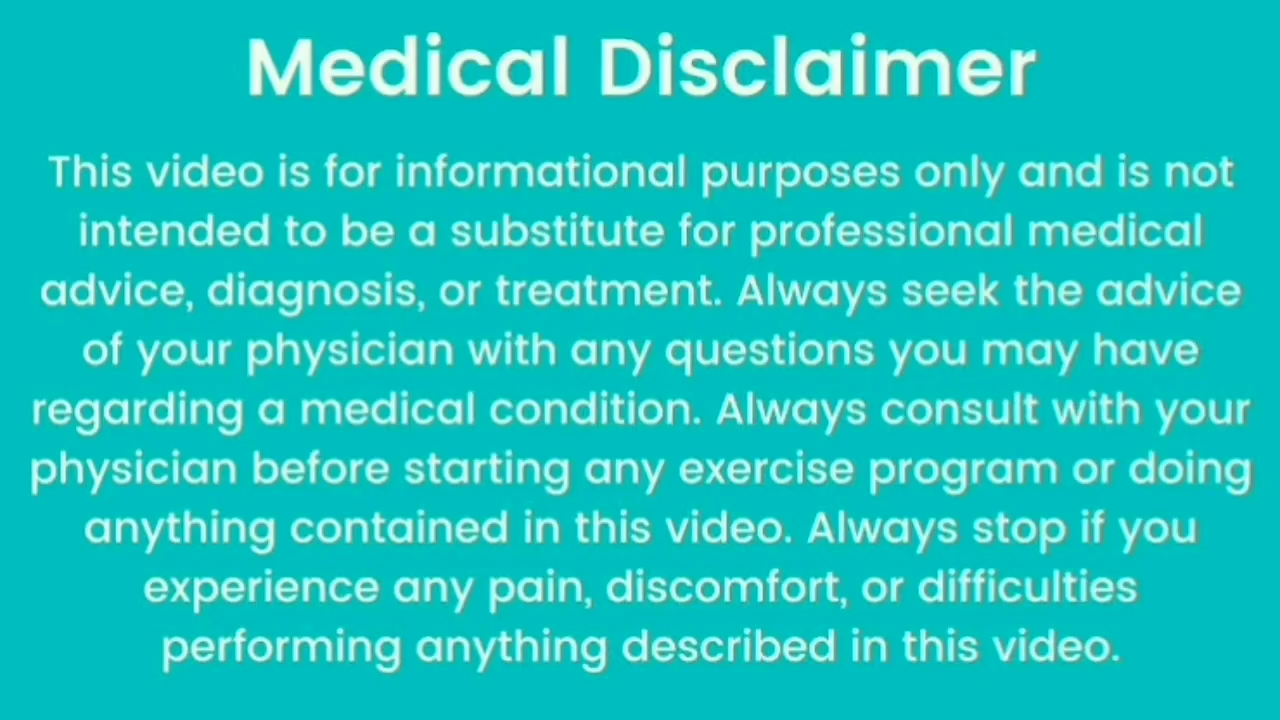 Medical Disclaimer
This video is for informational purposes only and is not
intended to be a substitute for professional medical
advice, diagnosis, or treatment. Always seek the advice
of your physician with any questions you may have
regarding a medical condition. Always consult with your
physician before starting any exercise program or doing
anything contained in this video. Always stop if you
experience any pain, discomfort, or difficulties
performing anything described in this video.